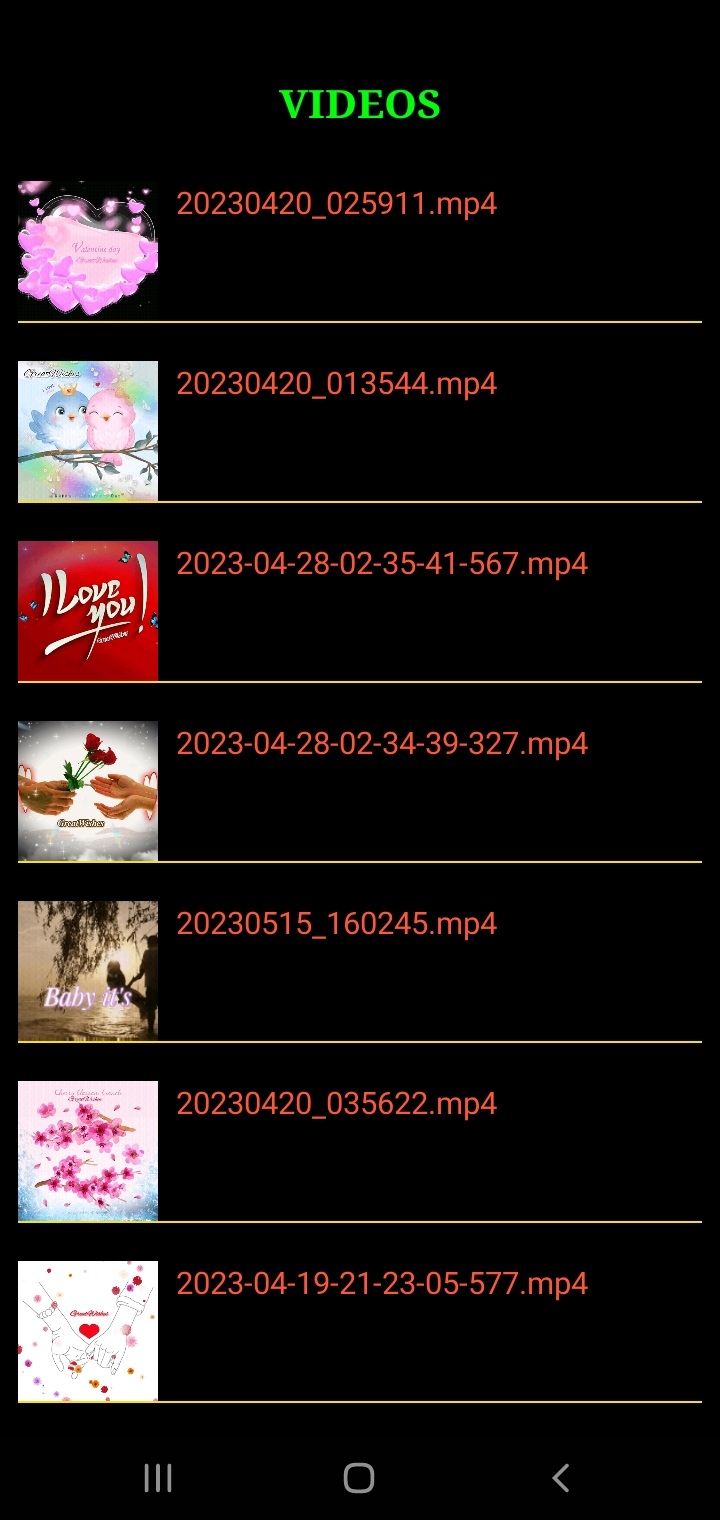 VIDEOS
20230420_025911.mp4
Valentine day
GreatWishes
20230420_013544.mp4
GreatWishes
2023-04-28-02-35-41-567.mp4
I Love
you!
GreatWishes
2023-04-28-02-34-39-327.mp4
GreatWishes
20230515_160245.mp4
Baby it's
20230420_035622.mp4
GreatWishes
2023-04-19-21-23-05-577.mp4
GreatWishes